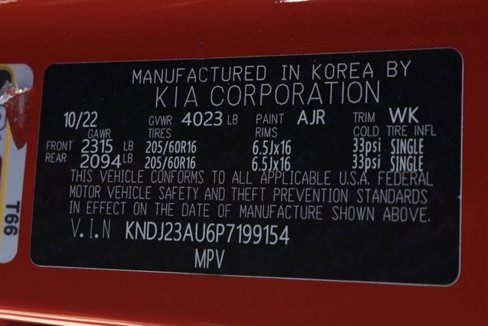 MANUFACTURED IN KOREA BY
KIA CORPORATION
10/22 GVWR 4023 LB PAINT AJR TRIM WK
GAWR TIRES RIMS COLD TIRE INFL
FRONT 2315 LB 205/60R16 6.5Jx16 33psi SINGLE
REAR 2094 LB 205/60R16 6.5Jx16 33psi SINGLE
THIS VEHICLE CONFORMS TO ALL APPLICABLE U.S.A. FEDERAL
MOTOR VEHICLE SAFETY AND THEFT PREVENTION STANDARDS
IN EFFECT ON THE DATE OF MANUFACTURE SHOWN ABOVE.
V.I.N KNDJ23AU6P7199154
MPV
T66